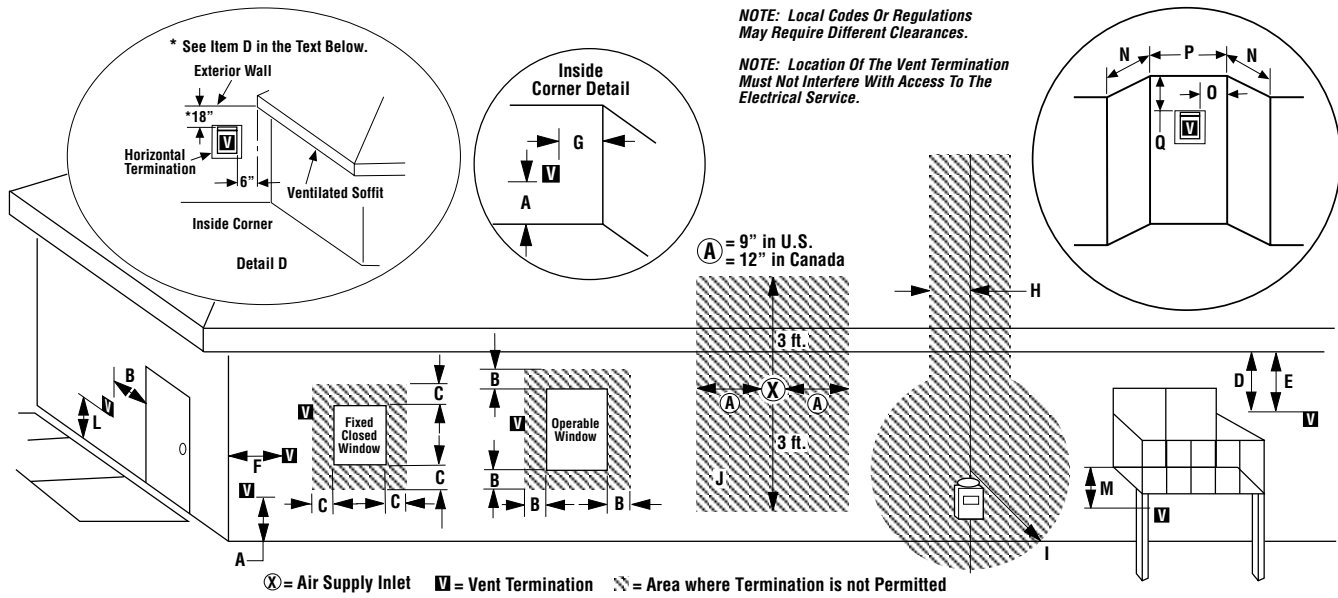 NOTE: Local Codes Or Regulations
May Require Different Clearances.
NOTE: Location Of The Vent Termination
Must Not Interfere With Access To The
Electrical Service.
* See Item D in the Text Below.
Exterior Wall
*18"
V
Horizontal
Termination
6"
Ventilated Soffit
Inside Corner
Detail D
Inside
Corner Detail
G
V
A
N
P
N
O
Q
V
A = 9" in U.S.
= 12" in Canada
H
3 ft.
A
X
A
3 ft.
J
I
B
V
L
F
V
V
A
V
Fixed
Closed
Window
C
C
C
C
V
Operable
Window
B
B
B
B
D
E
V
M
V
X = Air Supply Inlet
V = Vent Termination
= Area where Termination is not Permitted